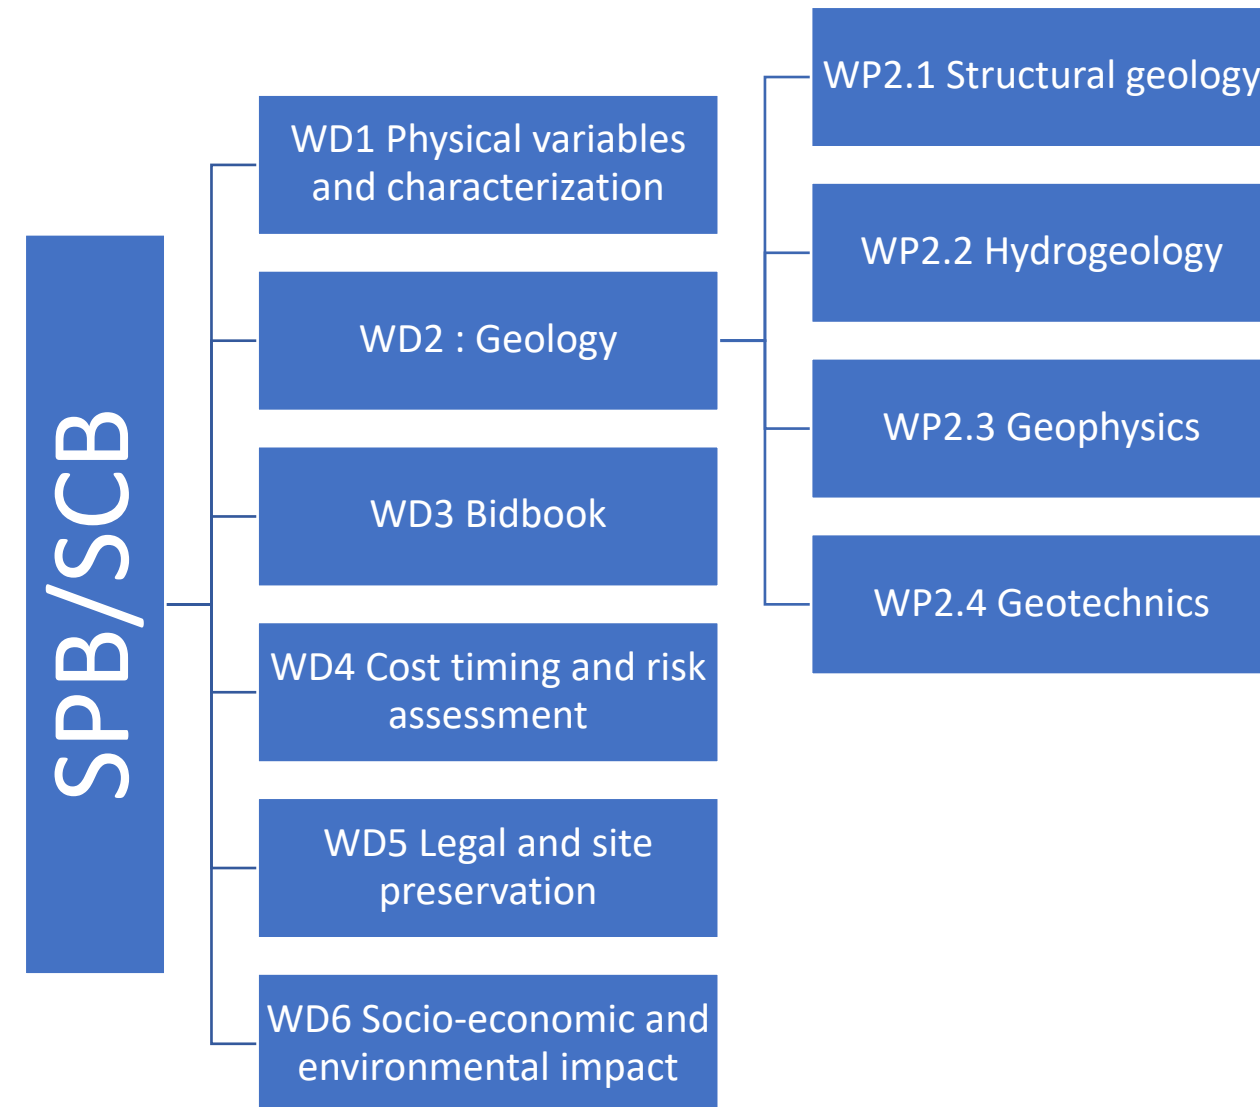 SPB/SCB
WD1 Physical variables
and characterization
WD2 : Geology
WD3 Bidbook
WD4 Cost timing and risk
assessment
WD5 Legal and site
preservation
WD6 Socio-economic and
environmental impact
WP2.1 Structural geology
WP2.2 Hydrogeology
WP2.3 Geophysics
WP2.4 Geotechnics